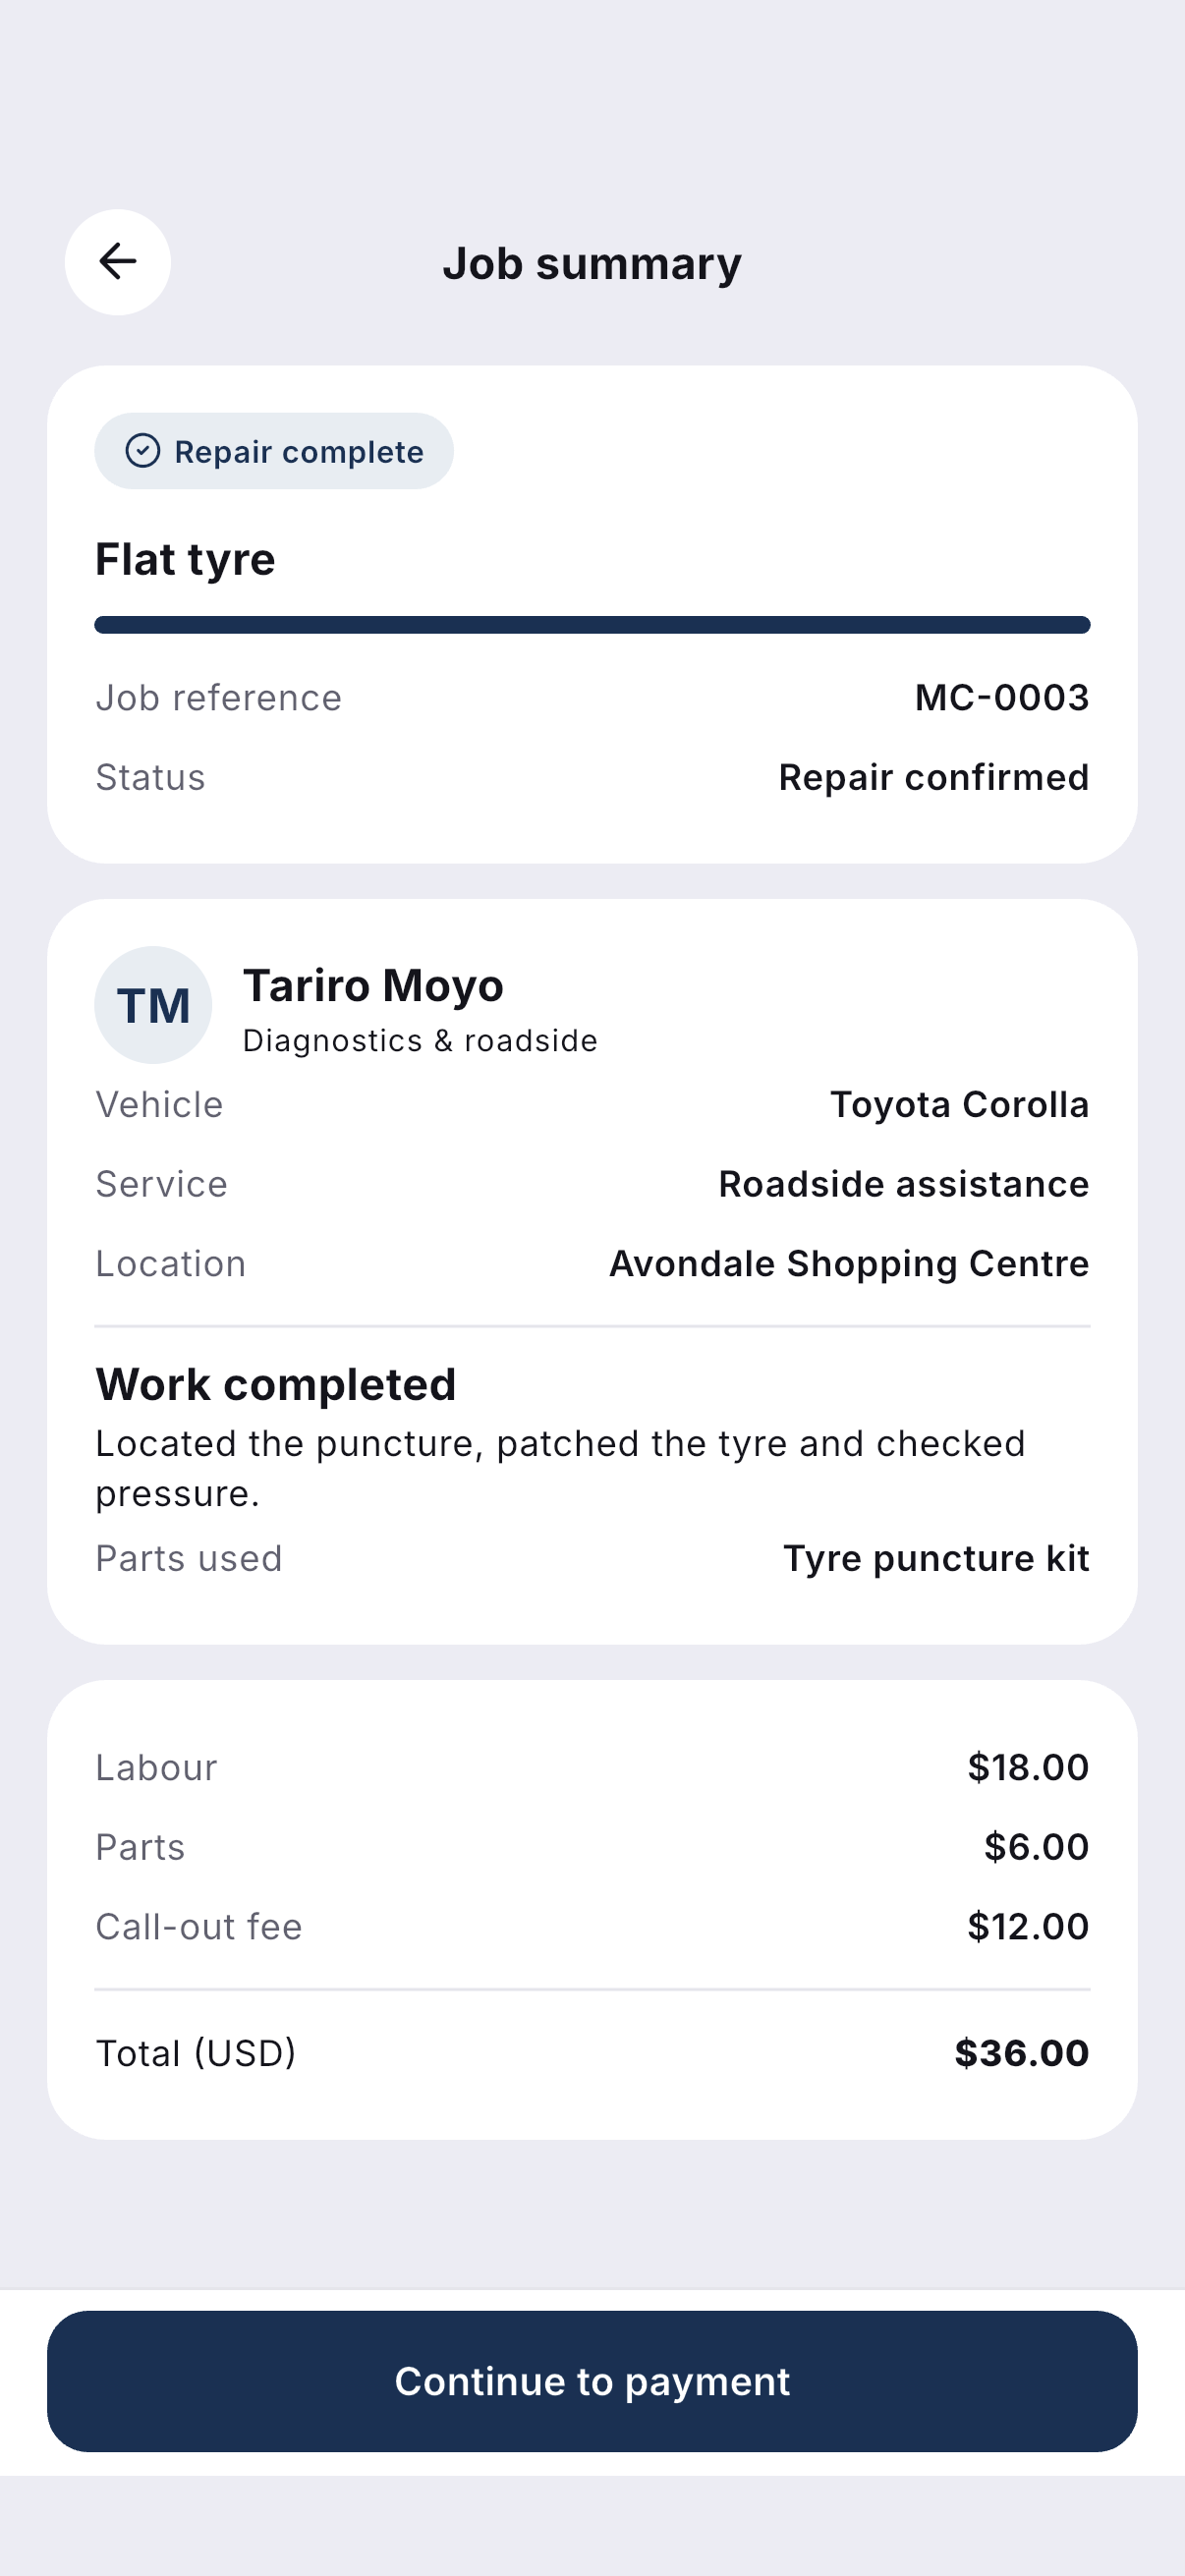 Job summary
Repair complete
Flat tyre
Job reference MC-0003
Status Repair confirmed
TM
Tariro Moyo
Diagnostics & roadside
Vehicle Toyota Corolla
Service Roadside assistance
Location Avondale Shopping Centre
Work completed
Located the puncture, patched the tyre and checked
pressure.
Parts used Tyre puncture kit
Labour $18.00
Parts $6.00
Call-out fee $12.00
Total (USD) $36.00
Continue to payment